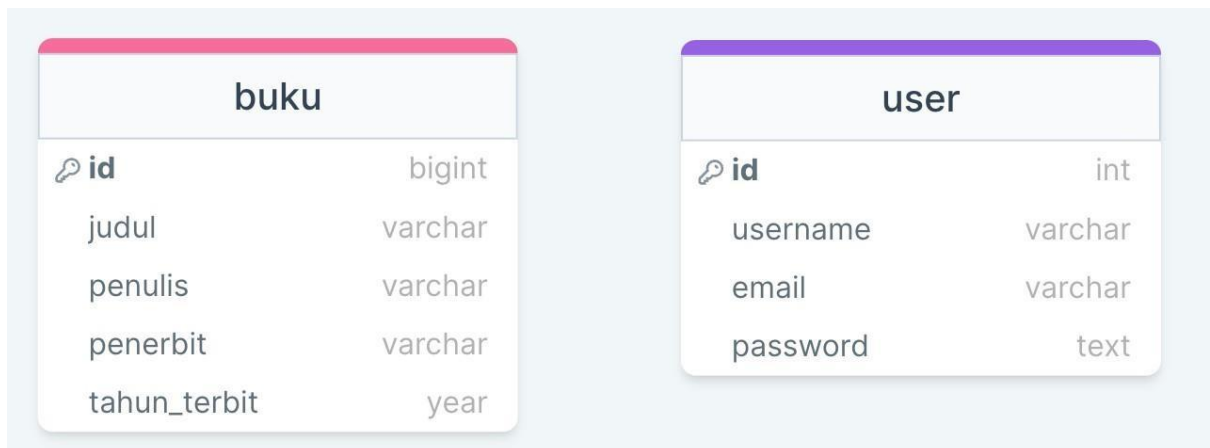 buku
id bigint
judul varchar
penulis varchar
penerbit varchar
tahun_terbit year
user
id int
username varchar
email varchar
password text